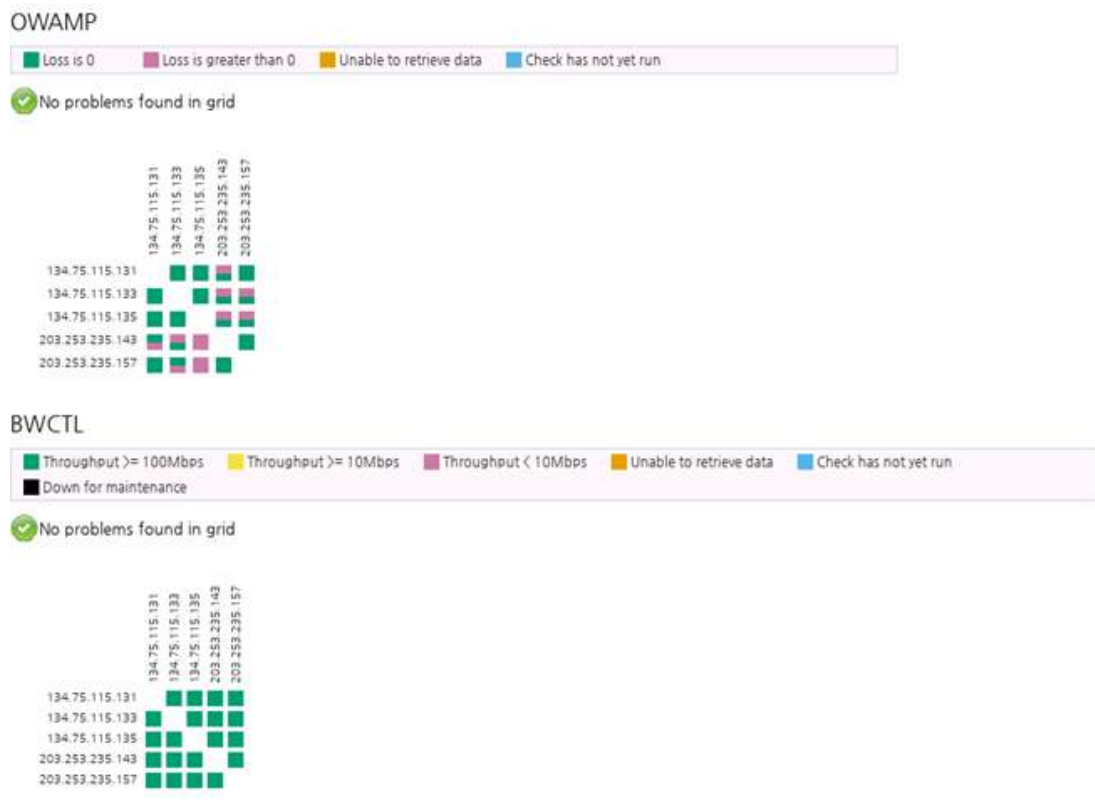 OWAMP
Loss is 0 Loss is greater than 0 Unable to retrieve data Check has not yet run
No problems found in grid
134.75.115.131 134.75.115.133 134.75.115.135 203.253.235.143 203.253.235.157
134.75.115.131
134.75.115.133
134.75.115.135
203.253.235.143
203.253.235.157
BWCTL
Throughput >= 100Mbps Throughput >= 10Mbps Throughput < 10Mbps Unable to retrieve data Check has not yet run
Down for maintenance
No problems found in grid
134.75.115.131 134.75.115.133 134.75.115.135 203.253.235.143 203.253.235.157
134.75.115.131
134.75.115.133
134.75.115.135
203.253.235.143
203.253.235.157